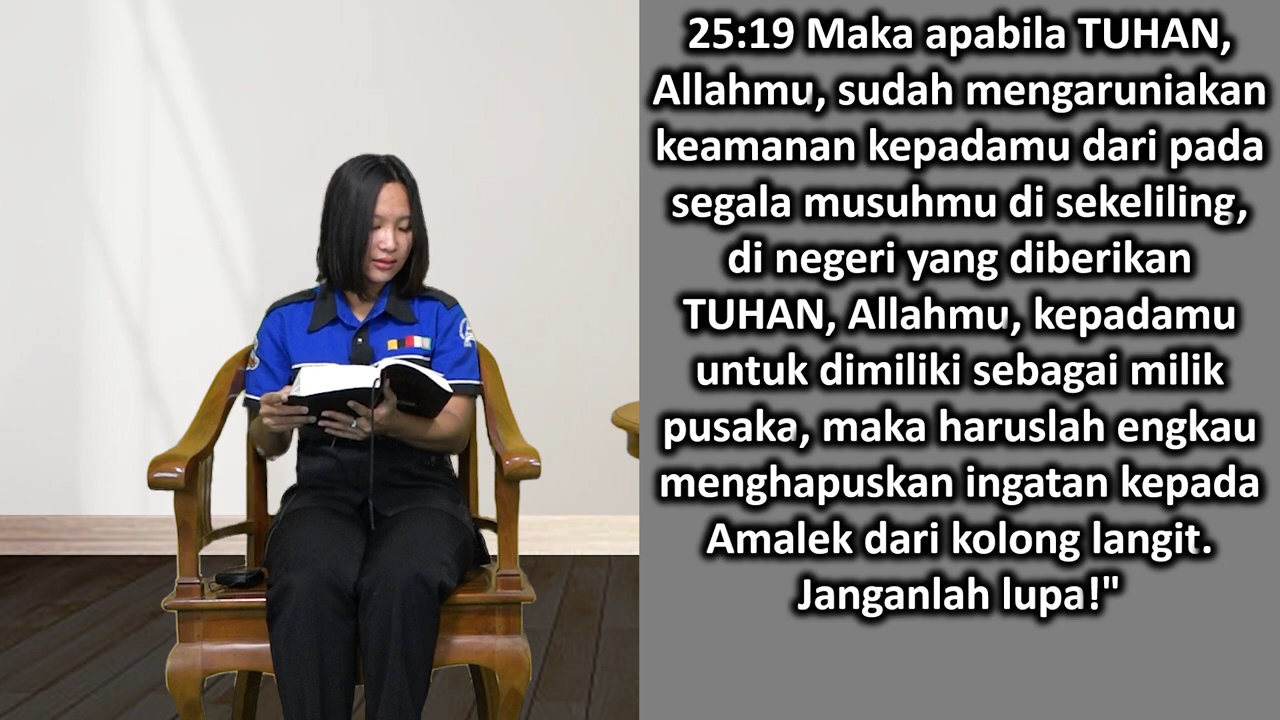 25:19 Maka apabila TUHAN,
Allahmu, sudah mengaruniakan
keamanan kepadamu dari pada
segala musuhmu di sekeliling,
di negeri yang diberikan
TUHAN, Allahmu, kepadamu
untuk dimiliki sebagai milik
pusaka, maka haruslah engkau
menghapuskan ingatan kepada
Amalek dari kolong langit.
Janganlah lupa!"